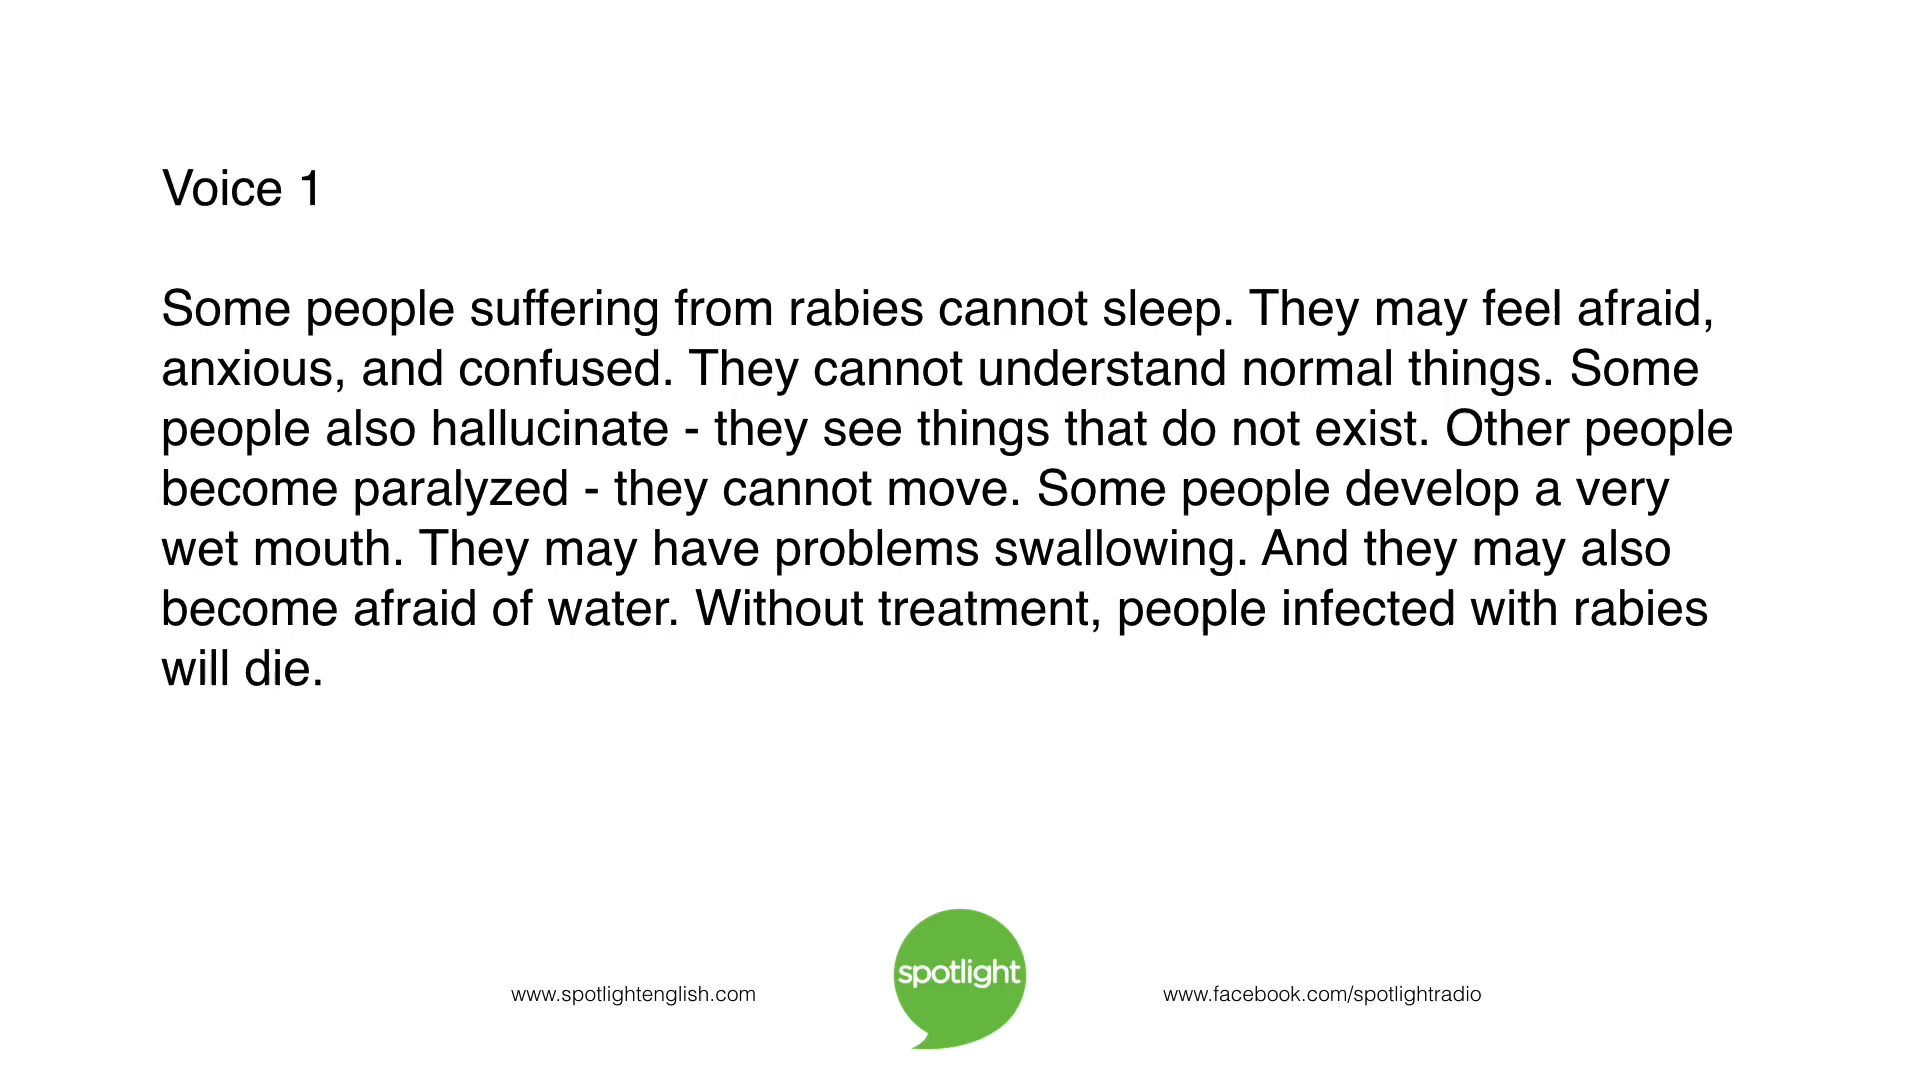 Voice 1
Some people suffering from rabies cannot sleep. They may feel afraid,
anxious, and confused. They cannot understand normal things. Some
people also hallucinate - they see things that do not exist. Other people
become paralyzed - they cannot move. Some people develop a very
wet mouth. They may have problems swallowing. And they may also
become afraid of water. Without treatment, people infected with rabies
will die.
spotlight
www.spotlightenglish.com
www.facebook.com/spotlightradio